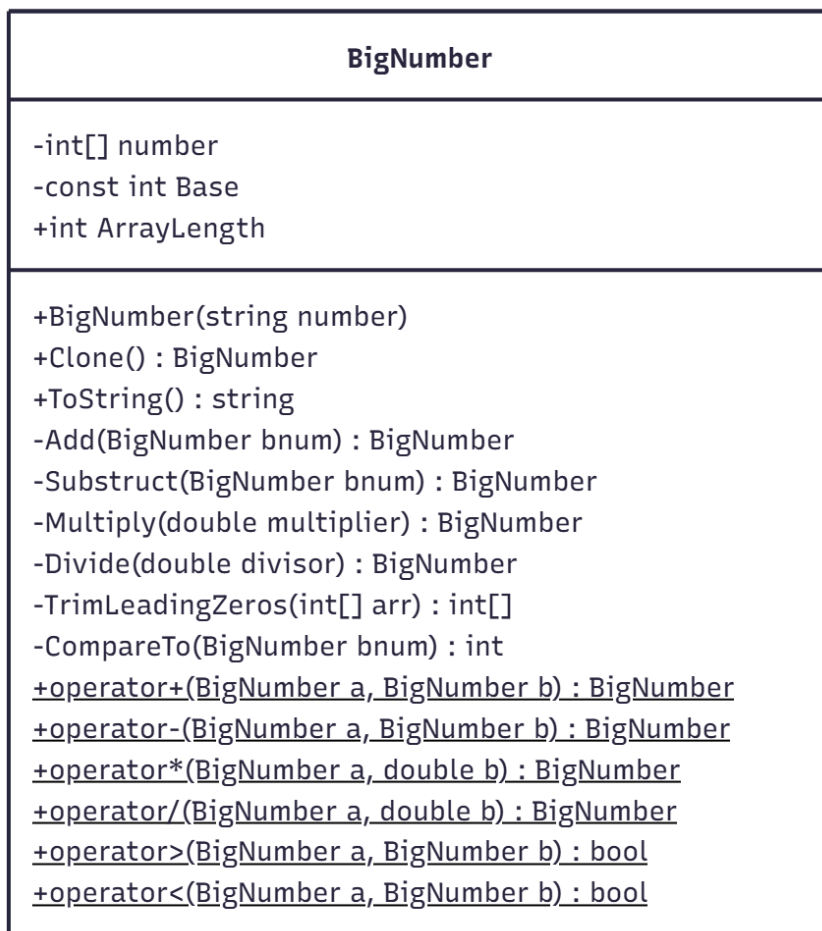 BigNumber
-int[] number
-const int Base
+int ArrayLength
+BigNumber(string number)
+Clone() : BigNumber
+ToString() : string
-Add(BigNumber bnum) : BigNumber
-Substruct(BigNumber bnum) : BigNumber
-Multiply(double multiplier) : BigNumber
-Divide(double divisor) : BigNumber
-TrimLeadingZeros(int[] arr) : int[]
-CompareTo(BigNumber bnum) : int
+operator+(BigNumber a, BigNumber b) : BigNumber
+operator-(BigNumber a, BigNumber b) : BigNumber
+operator*(BigNumber a, double b) : BigNumber
+operator/(BigNumber a, double b) : BigNumber
+operator>(BigNumber a, BigNumber b) : bool
+operator<(BigNumber a, BigNumber b) : bool